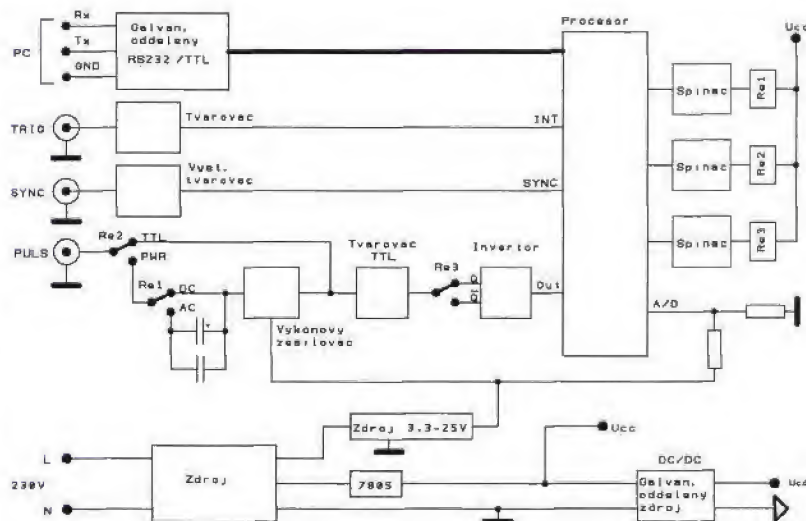 Rx
Tx
GND
PC
Galvan.
oddeleny
RS232/TTL
Procesor
Ucc
Spinac
Re1
Spinac
Re2
Spinac
Re3
TRIG
Tvarovac
INT
SYNC
Vyst.
tvarovac
SYNC
PULS
Re2
TTL
PWR
Re1
DC
AC
Vykonovy
zesilovac
Tvarovac
TTL
Re3
Invertor
Out
A/D
Zdroj 3.3-25V
Ucc
L
230V
N
Zdroj
7805
DC/DC
Galvan.
oddeleny
zdroj